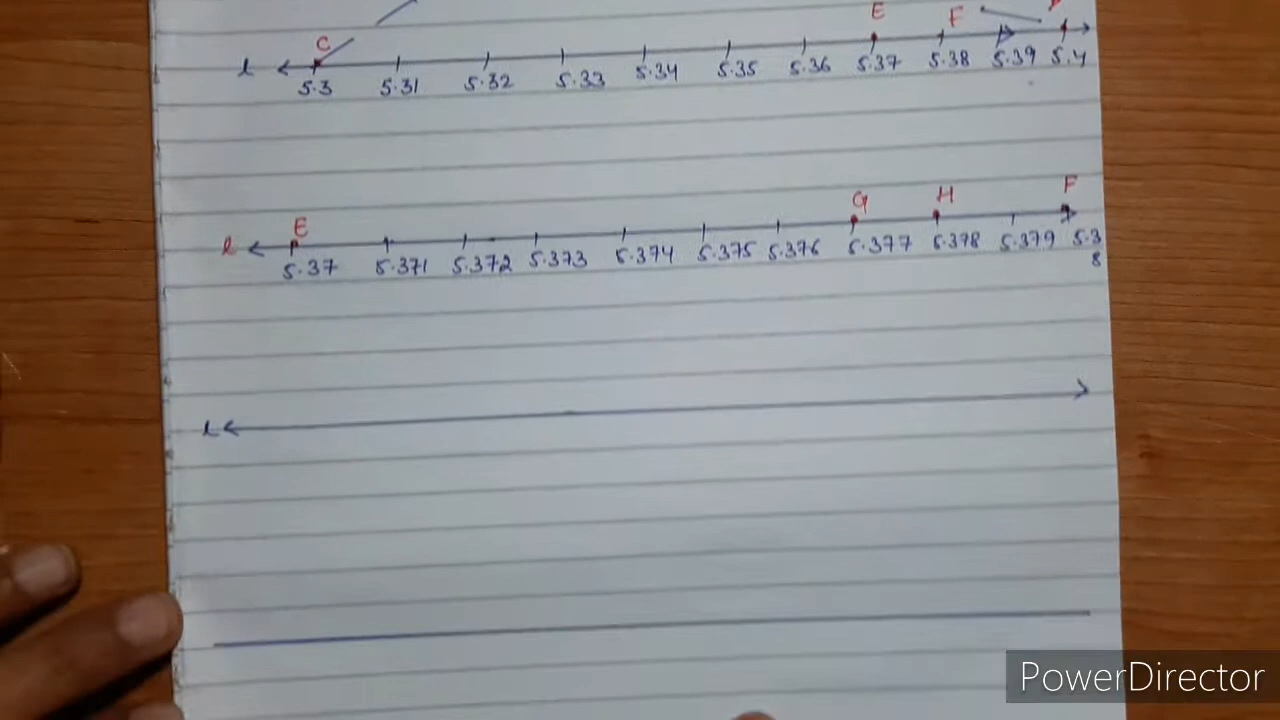 C E F
l 5.3 5.31 5.32 5.33 5.34 5.35 5.36 5.37 5.38 5.39 5.4
E G H F
l 5.37 5.371 5.372 5.373 5.374 5.375 5.376 5.377 5.378 5.379 5.3
8
l
PowerDirector